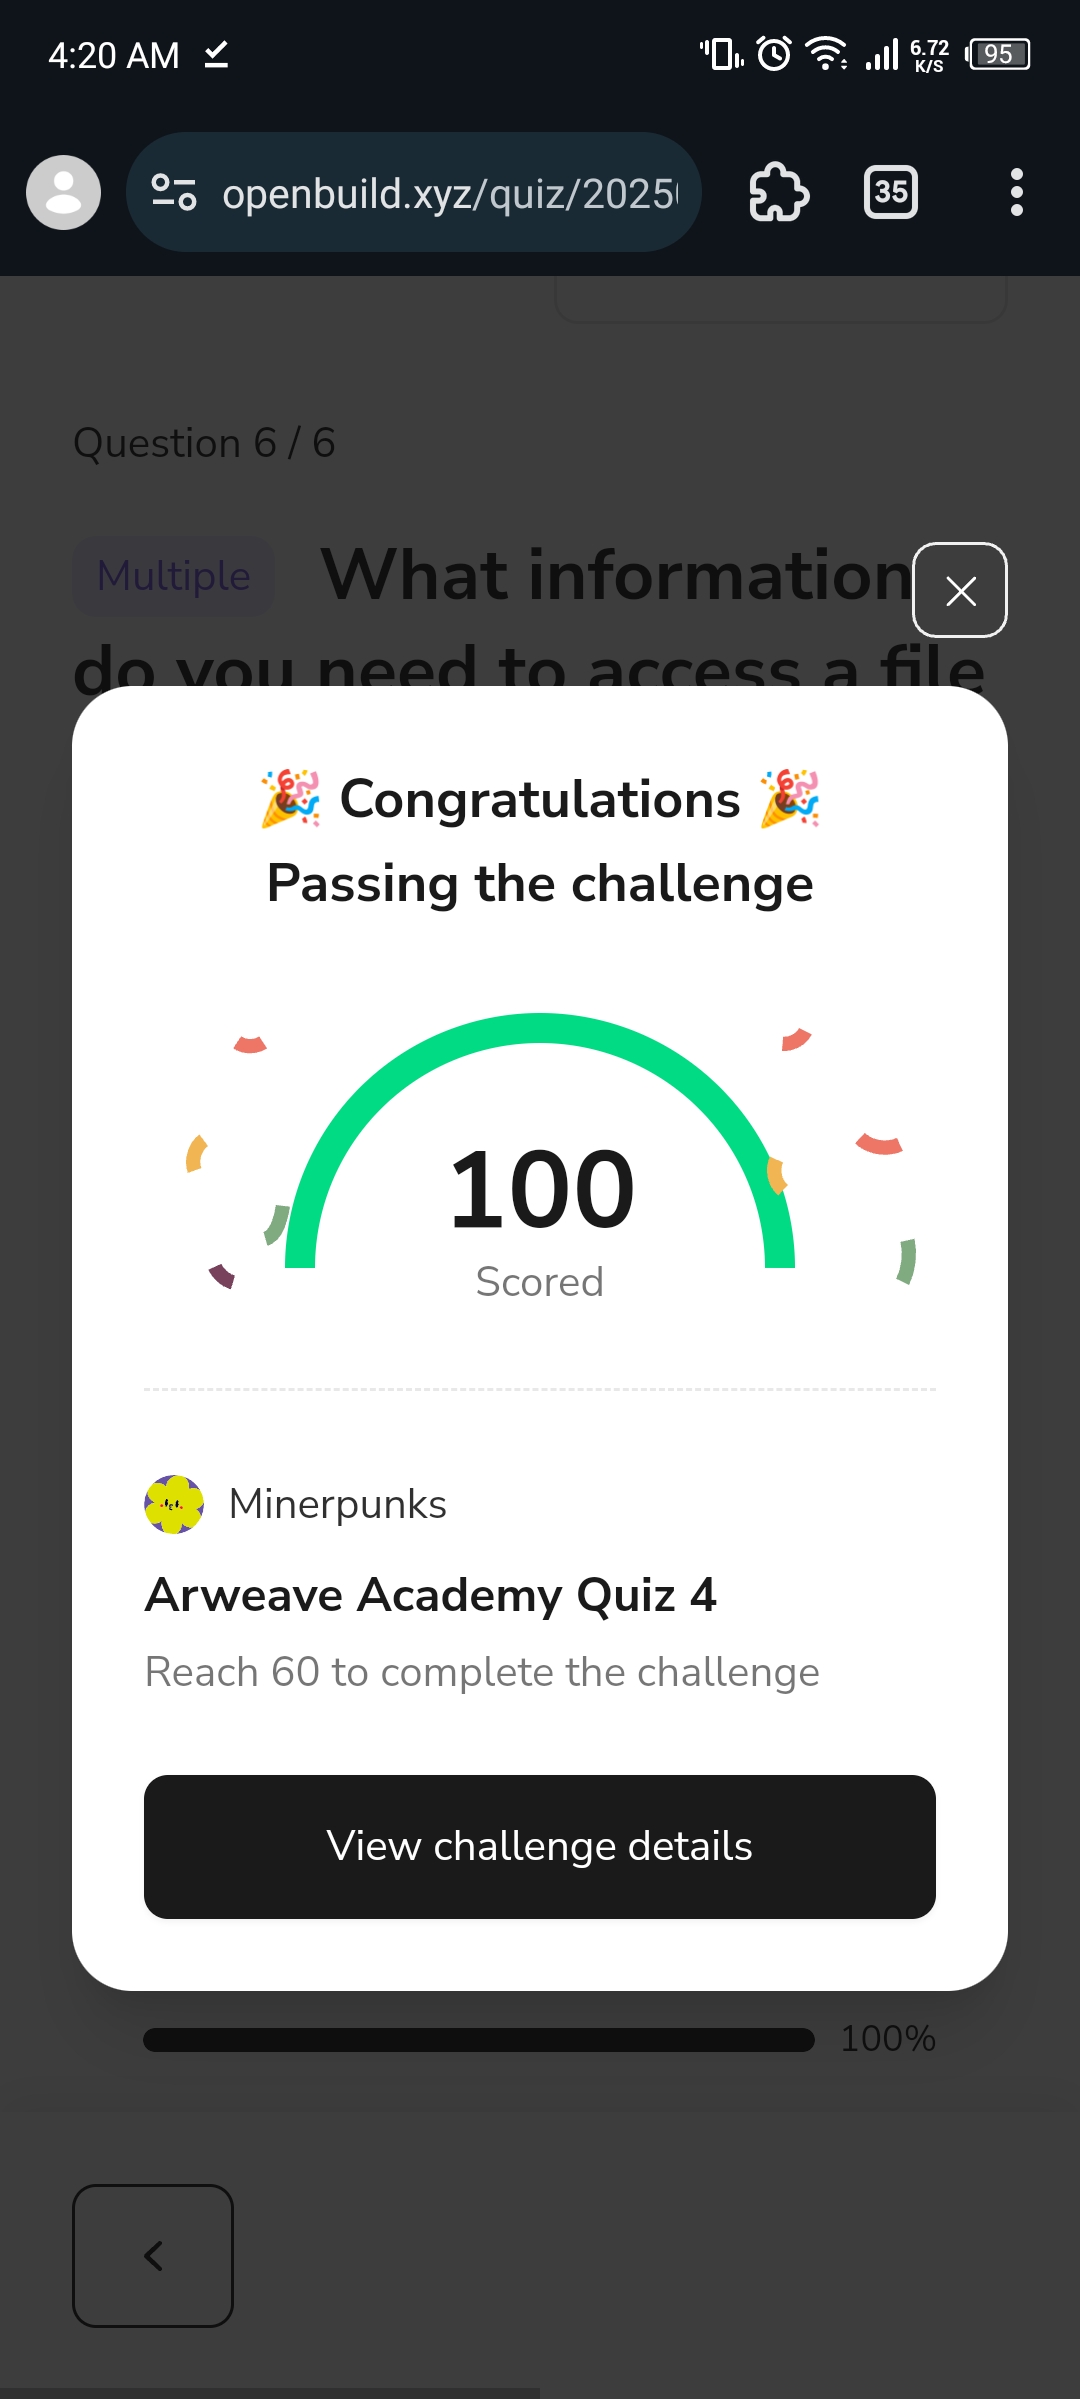 4:20 AM
6.72
K/S
95
openbuild.xyz/quiz/2025
35
Question 6 / 6
Multiple What information
do you need to access a file
🎉 Congratulations 🎉
Passing the challenge
100
Scored
Minerpunks
Arweave Academy Quiz 4
Reach 60 to complete the challenge
View challenge details
100%